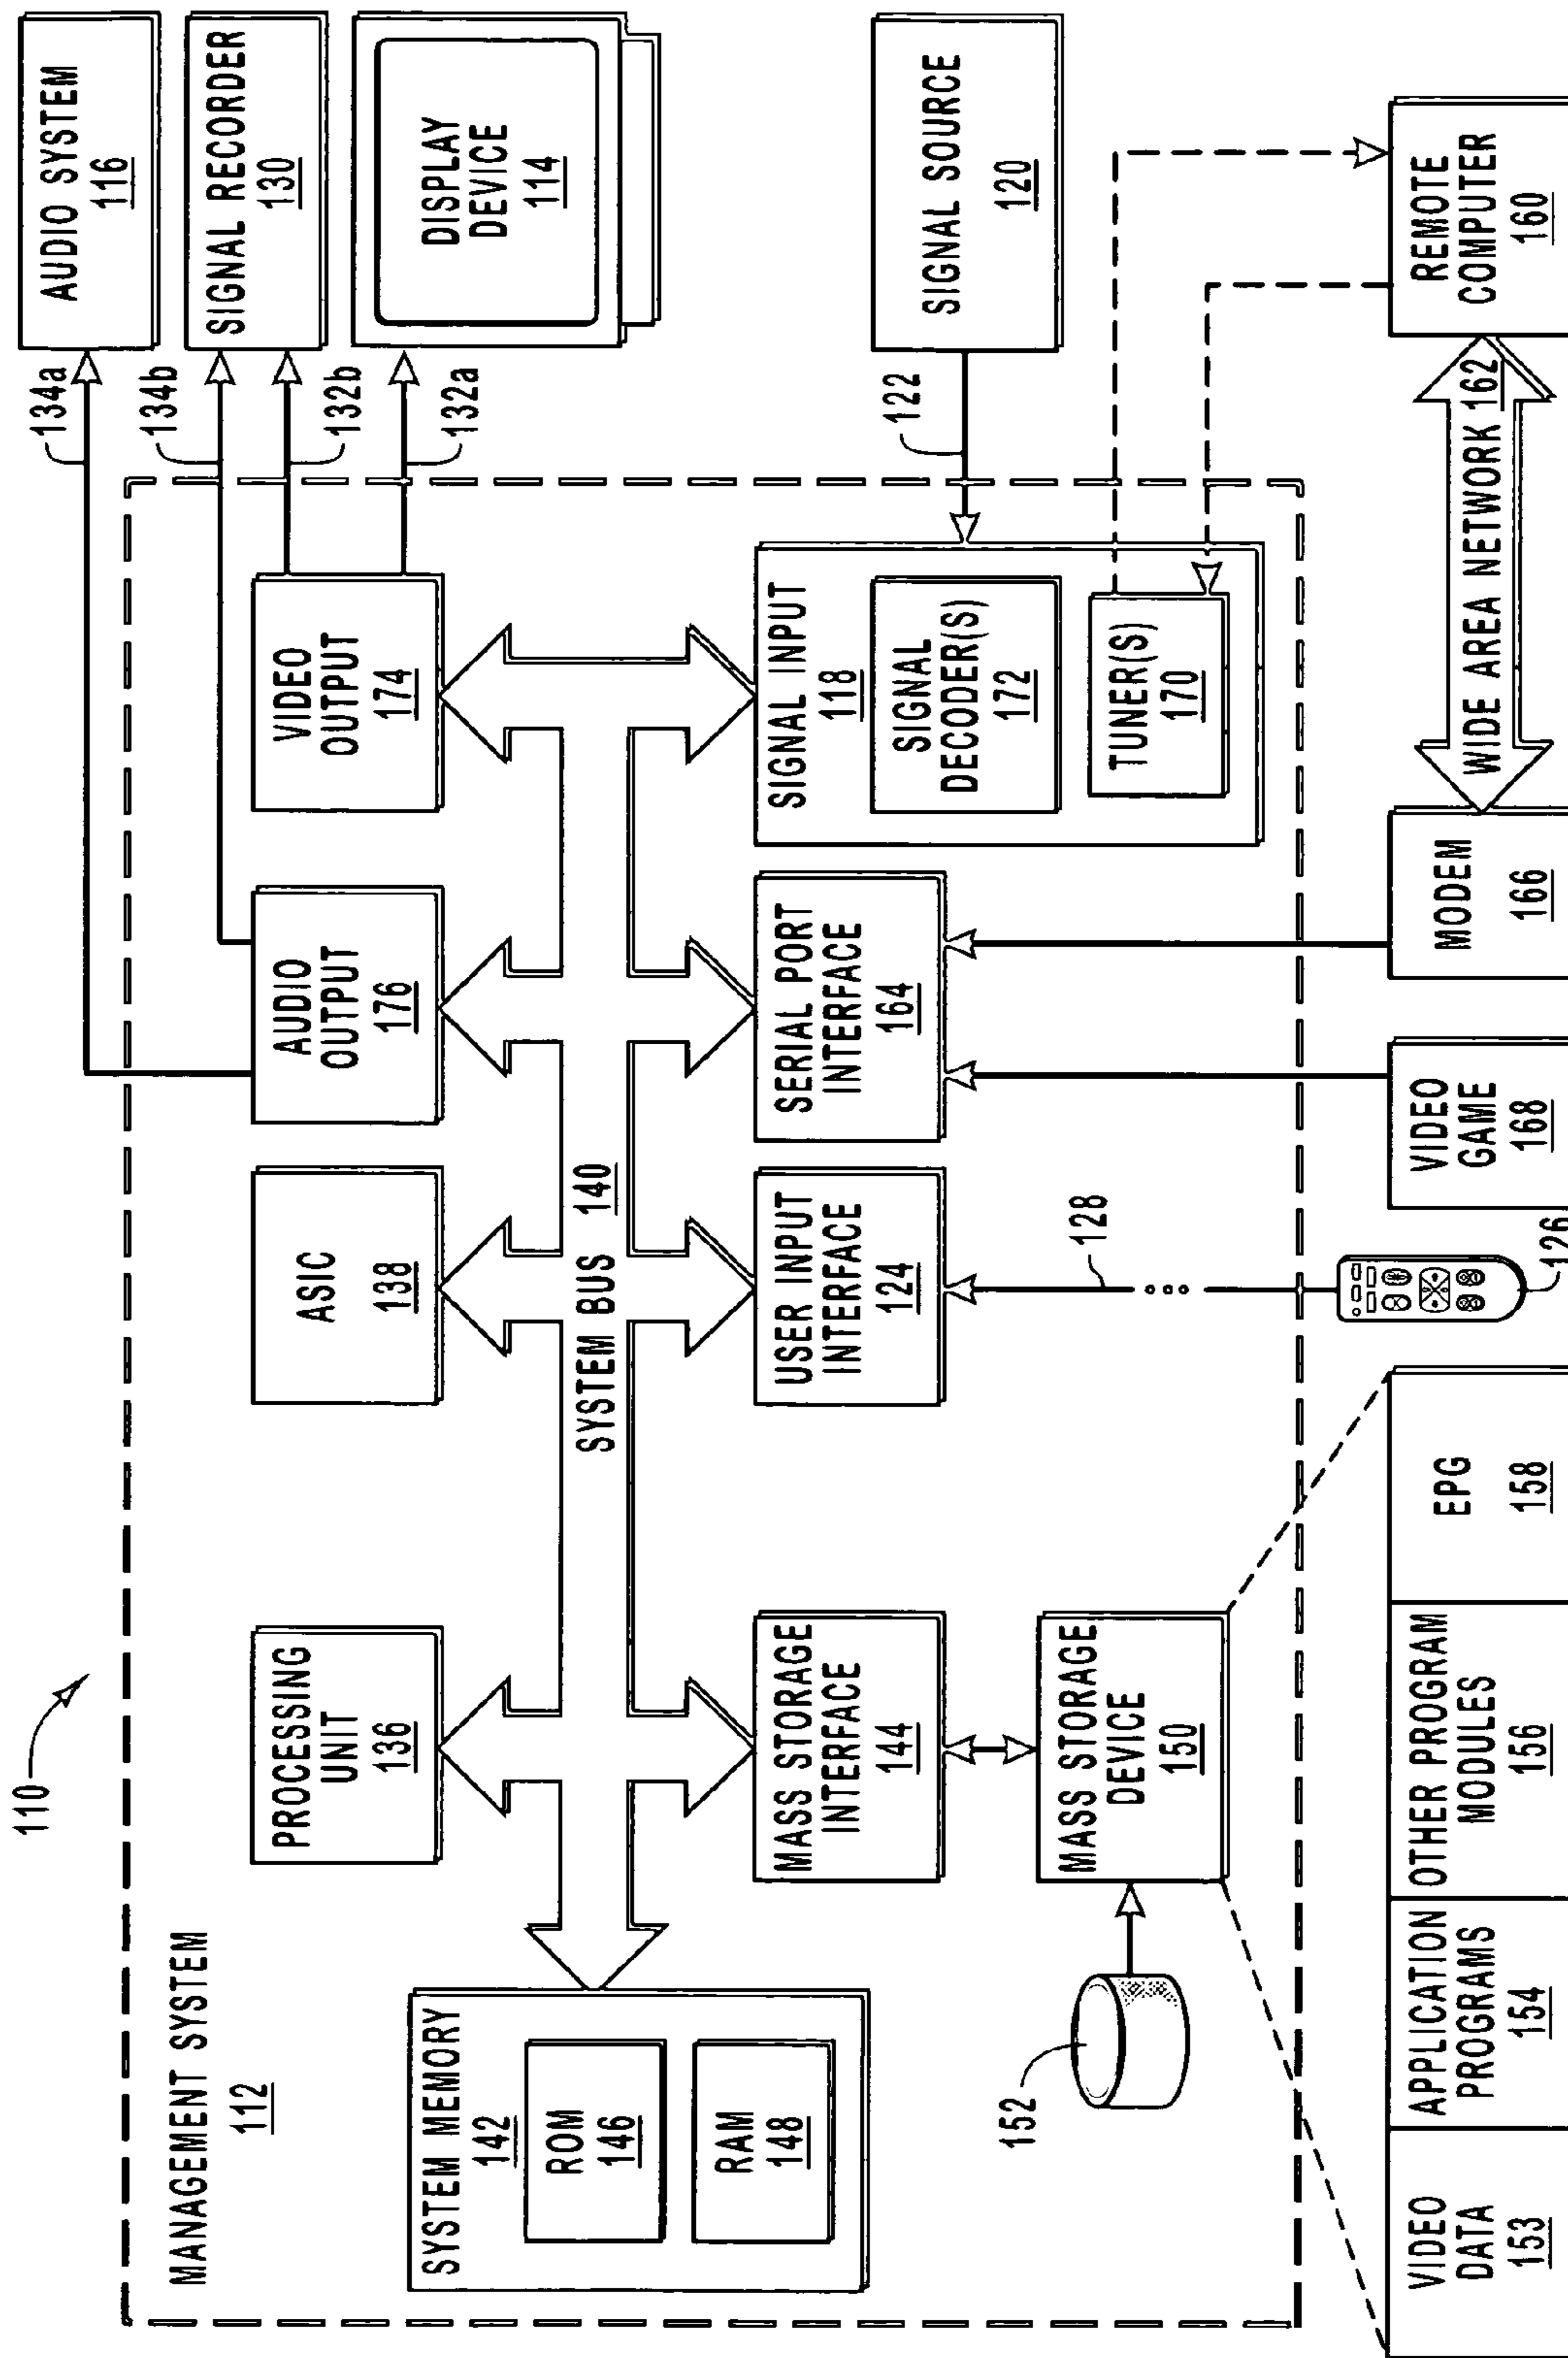 110
MANAGEMENT SYSTEM
112
134a
AUDIO SYSTEM
116
134b
SIGNAL RECORDER
130
132b
132a
DISPLAY
DEVICE
114
PROCESSING
UNIT
136
ASIC
138
AUDIO
OUTPUT
176
VIDEO
OUTPUT
174
SYSTEM MEMORY
142
ROM
146
RAM
148
SYSTEM BUS 140
MASS STORAGE
INTERFACE
144
USER INPUT
INTERFACE
124
SERIAL PORT
INTERFACE
164
SIGNAL INPUT
118
SIGNAL
DECODER(S)
172
TUNER(S)
170
122
SIGNAL SOURCE
120
152
MASS STORAGE
DEVICE
150
128
126
VIDEO
DATA
153
APPLICATION
PROGRAMS
154
OTHER PROGRAM
MODULES
156
EPG
158
VIDEO
GAME
168
MODEM
166
WIDE AREA NETWORK 162
REMOTE
COMPUTER
160